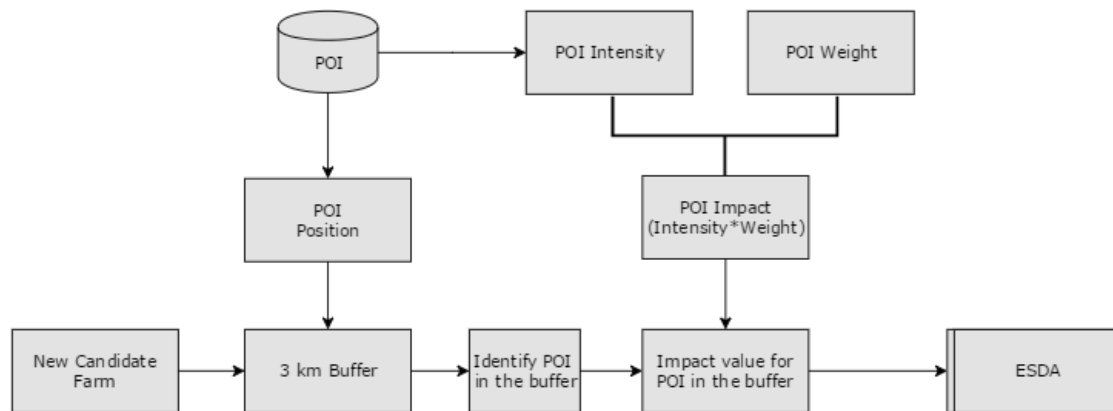 POI
POI Intensity
POI Weight
POI
Position
POI Impact
(Intensity*Weight)
New Candidate
Farm
3 km Buffer
Identify POI
in the buffer
Impact value for
POI in the buffer
ESDA